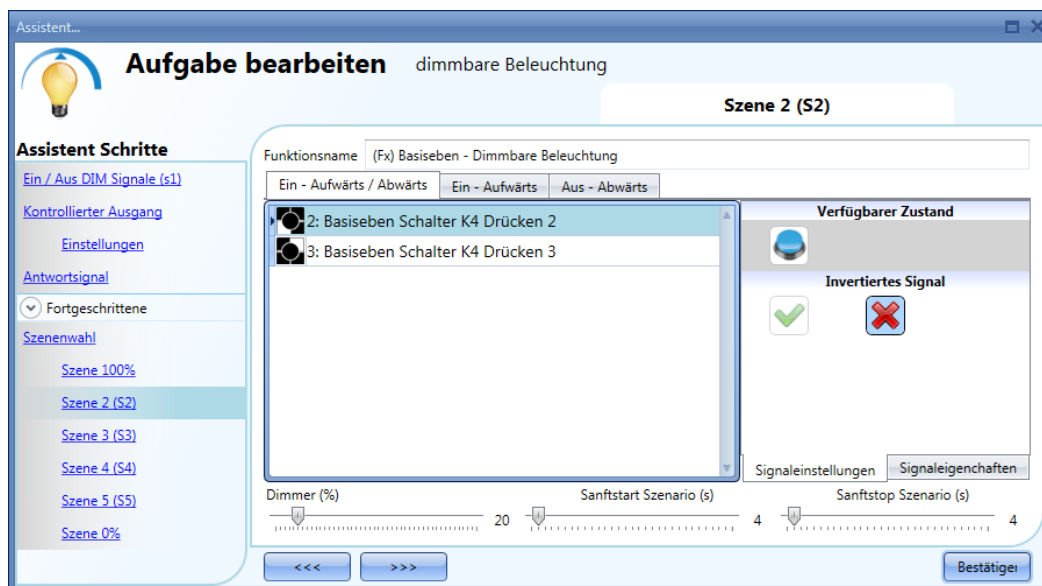 Assistent...
Aufgabe bearbeiten dimmbare Beleuchtung
Szene 2 (S2)
Assistent Schritte
Ein / Aus DIM Signale (s1)
Kontrollierter Ausgang
Einstellungen
Antwortsignal
Fortgeschrittene
Szenenwahl
Szene 100%
Szene 2 (S2)
Szene 3 (S3)
Szene 4 (S4)
Szene 5 (S5)
Szene 0%
Funktionsname (Fx) Basiseben - Dimmbare Beleuchtung
Ein - Aufwärts / Abwärts Ein - Aufwärts Aus - Abwärts
2: Basiseben Schalter K4 Drücken 2
3: Basiseben Schalter K4 Drücken 3
Verfügbarer Zustand
Invertiertes Signal
Signaleinstellungen Signaleigenchaften
Dimmer (%) Sanftstart Szenario (s) Sanftstop Szenario (s)
20 4 4
<<< >>> Bestätiger